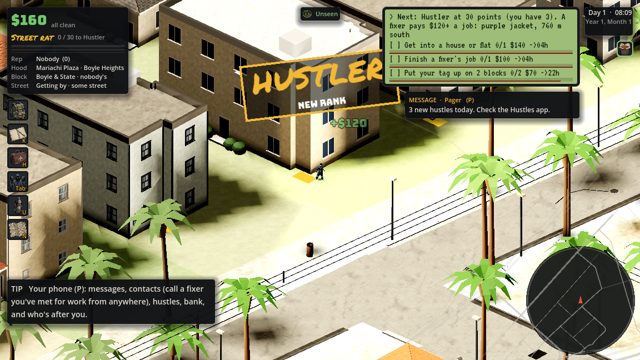 $160 all clean
STREET RAT 0 / 30 to Hustler
Rep Nobody (0)
Hood Mariachi Plaza · Boyle Heights
Block Boyle & State · nobody's
Street Getting by · some street
Tab
Unseen
> Next: Hustler at 30 points (you have 3). A
fixer pays $120+ a job: purple jacket, 760 m
south
[ ] Get into a house or flat 0/1 $140 ->04h
[ ] Finish a fixer's job 0/1 $100 ->04h
[ ] Put your tag up on 2 blocks 0/2 $70 ->22h
Day 1 · 08:09
Year 1, Month 1
MESSAGE · Pager (P)
3 new hustles today. Check the Hustles app.
HUSTLER
NEW RANK
+$120
TIP Your phone (P): messages, contacts (call a fixer
you've met for work from anywhere), hustles, bank,
and who's after you.